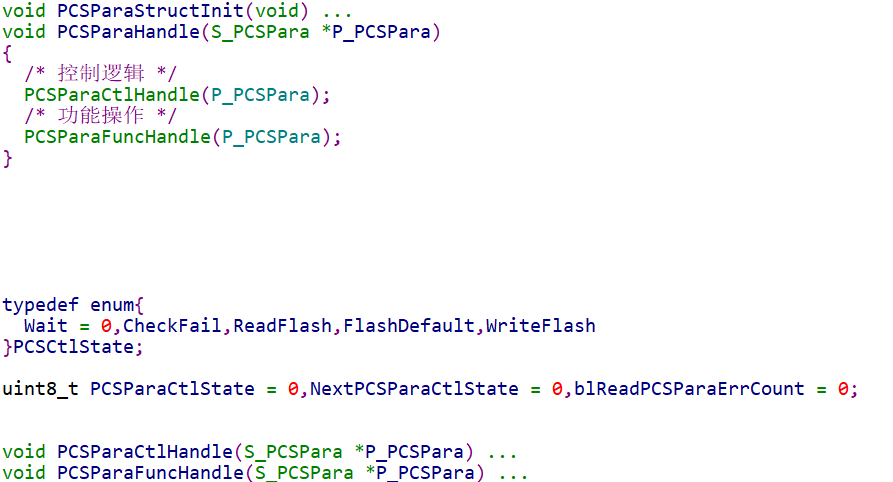 void PCSParaStructInit(void) ...
void PCSParaHandle(S_PCSPara *P_PCSPara)
{
/* 控制逻辑 */
PCSParaCtlHandle(P_PCSPara);
/* 功能操作 */
PCSParaFuncHandle(P_PCSPara);
}
typedef enum{
Wait = 0,CheckFail,ReadFlash,FlashDefault,WriteFlash
}PCSCtlState;
uint8_t PCSParaCtlState = 0,NextPCSParaCtlState = 0,blReadPCSParaErrCount = 0;
void PCSParaCtlHandle(S_PCSPara *P_PCSPara) ...
void PCSParaFuncHandle(S_PCSPara *P_PCSPara) ...